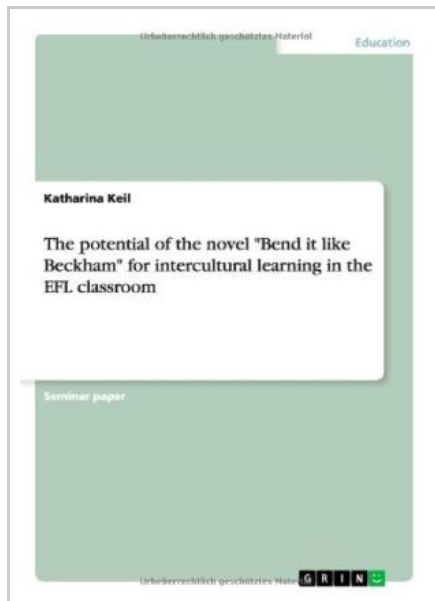 Urheberrechtlich geschütztes Material
Education
Katharina Keil
The potential of the novel "Bend it like
Beckham" for intercultural learning in the
EFL classroom
Seminar paper
Urheberrechtlich geschütztes Material
GRIN